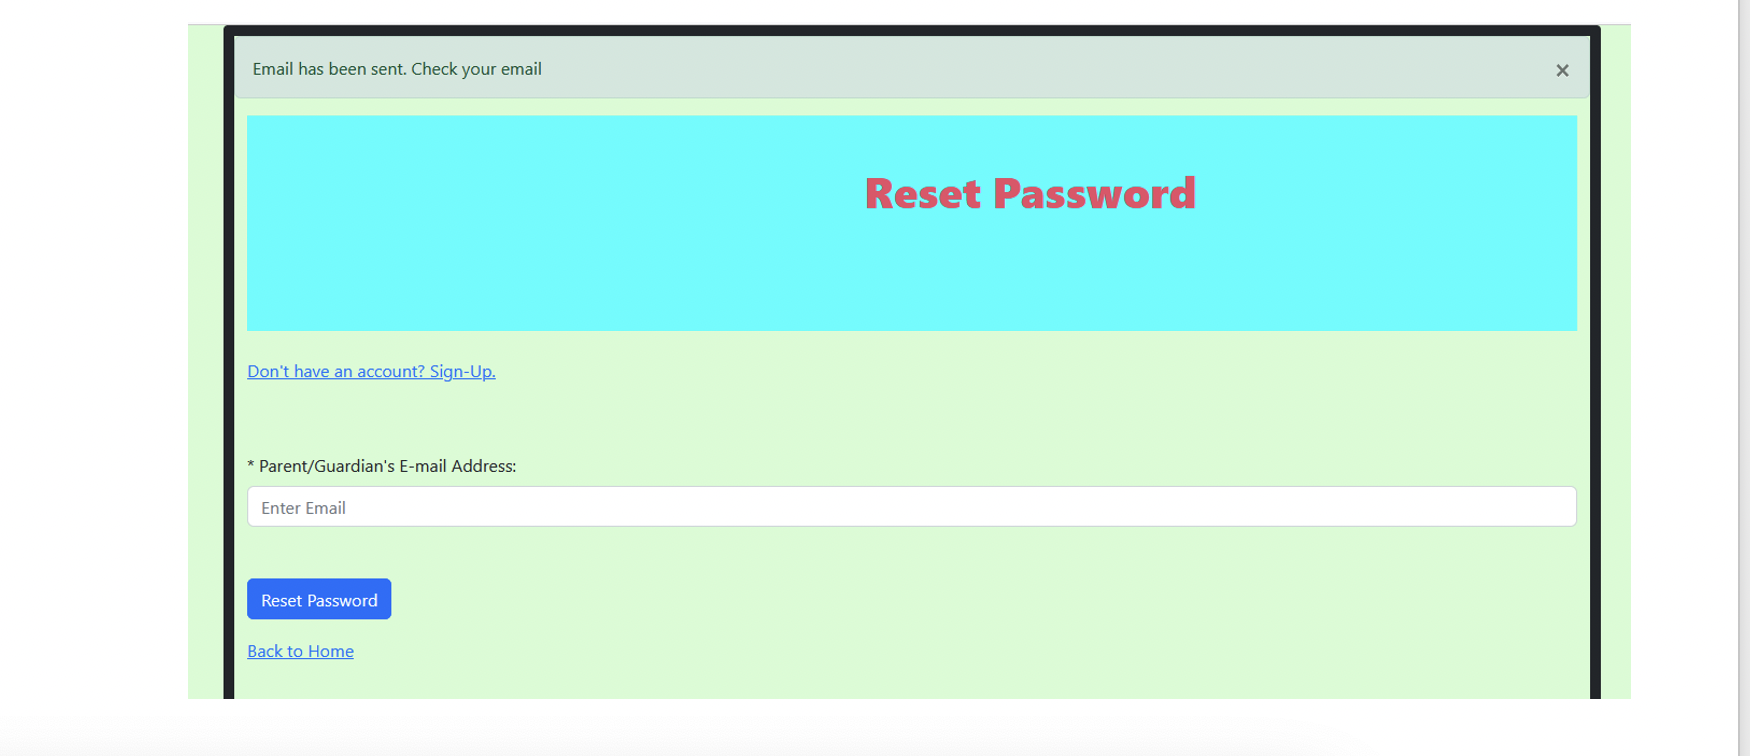 Email has been sent. Check your email
×
Reset Password
Don't have an account? Sign-Up.
* Parent/Guardian's E-mail Address:
Enter Email
Reset Password
Back to Home